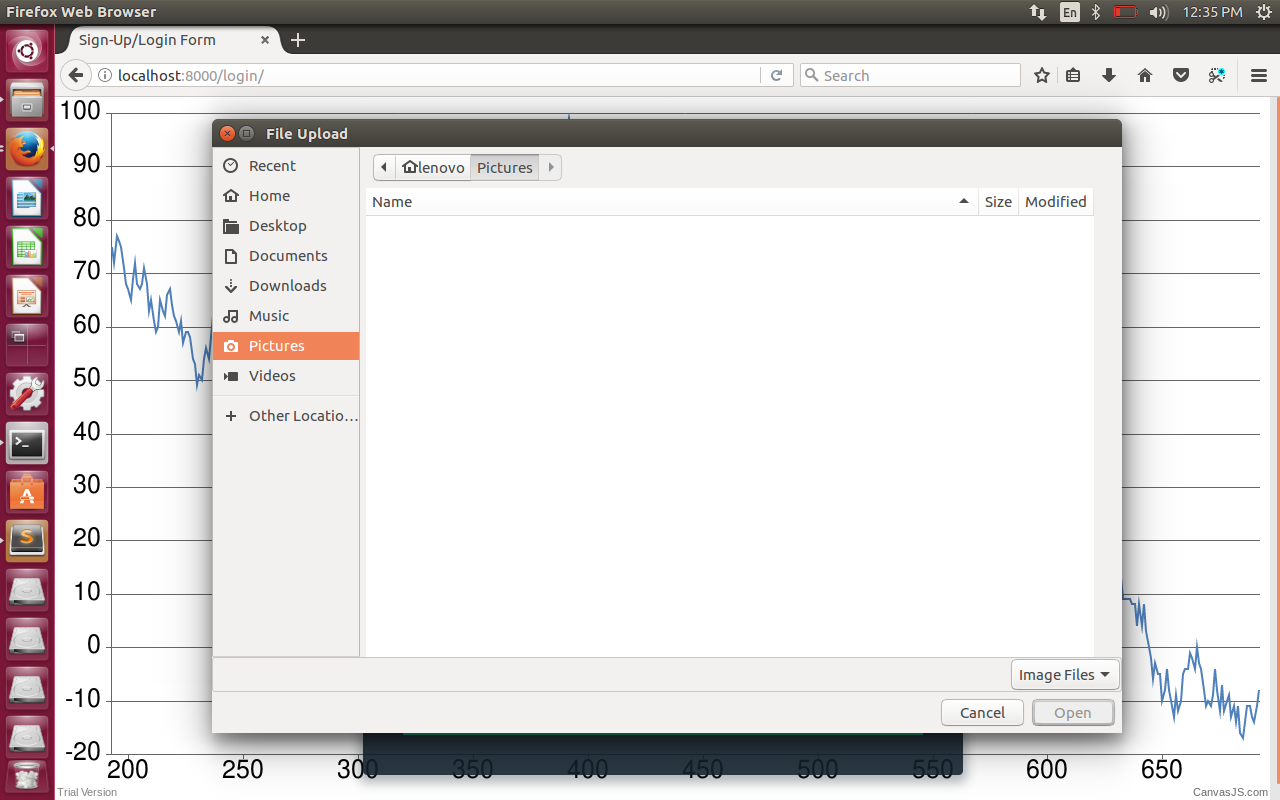 Firefox Web Browser
En
12:35 PM
Sign-Up/Login Form
localhost:8000/login/
Search
File Upload
Recent
Home
Desktop
Documents
Downloads
Music
Pictures
Videos
Other Locatio…
lenovo
Pictures
Name
Size
Modified
Image Files
Cancel
Open
100
90
80
70
60
50
40
30
20
10
0
-10
-20
200
250
300
350
400
450
500
550
600
650
Trial Version
CanvasJS.com